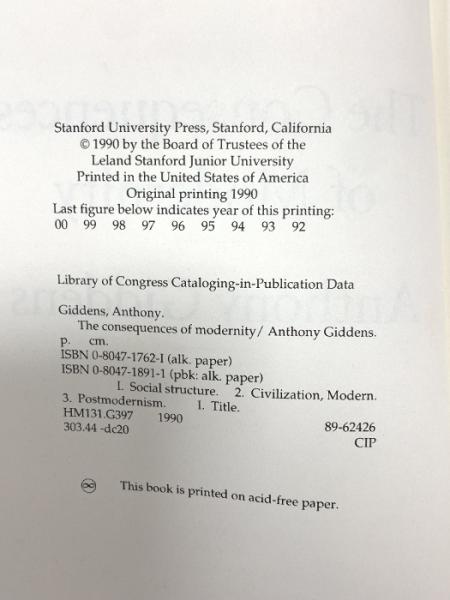 Stanford University Press, Stanford, California
© 1990 by the Board of Trustees of the
Leland Stanford Junior University
Printed in the United States of America
Original printing 1990
Last figure below indicates year of this printing:
00 99 98 97 96 95 94 93 92
Library of Congress Cataloging-in-Publication Data
Giddens, Anthony.
The consequences of modernity/ Anthony Giddens.
p. cm.
ISBN 0-8047-1762-I (alk. paper)
ISBN 0-8047-1891-1 (pbk: alk. paper)
I. Social structure. 2. Civilization, Modern.
3. Postmodernism. 1. Title.
HM131.G397 1990
303.44 -dc20 89-62426
CIP
♾ This book is printed on acid-free paper.